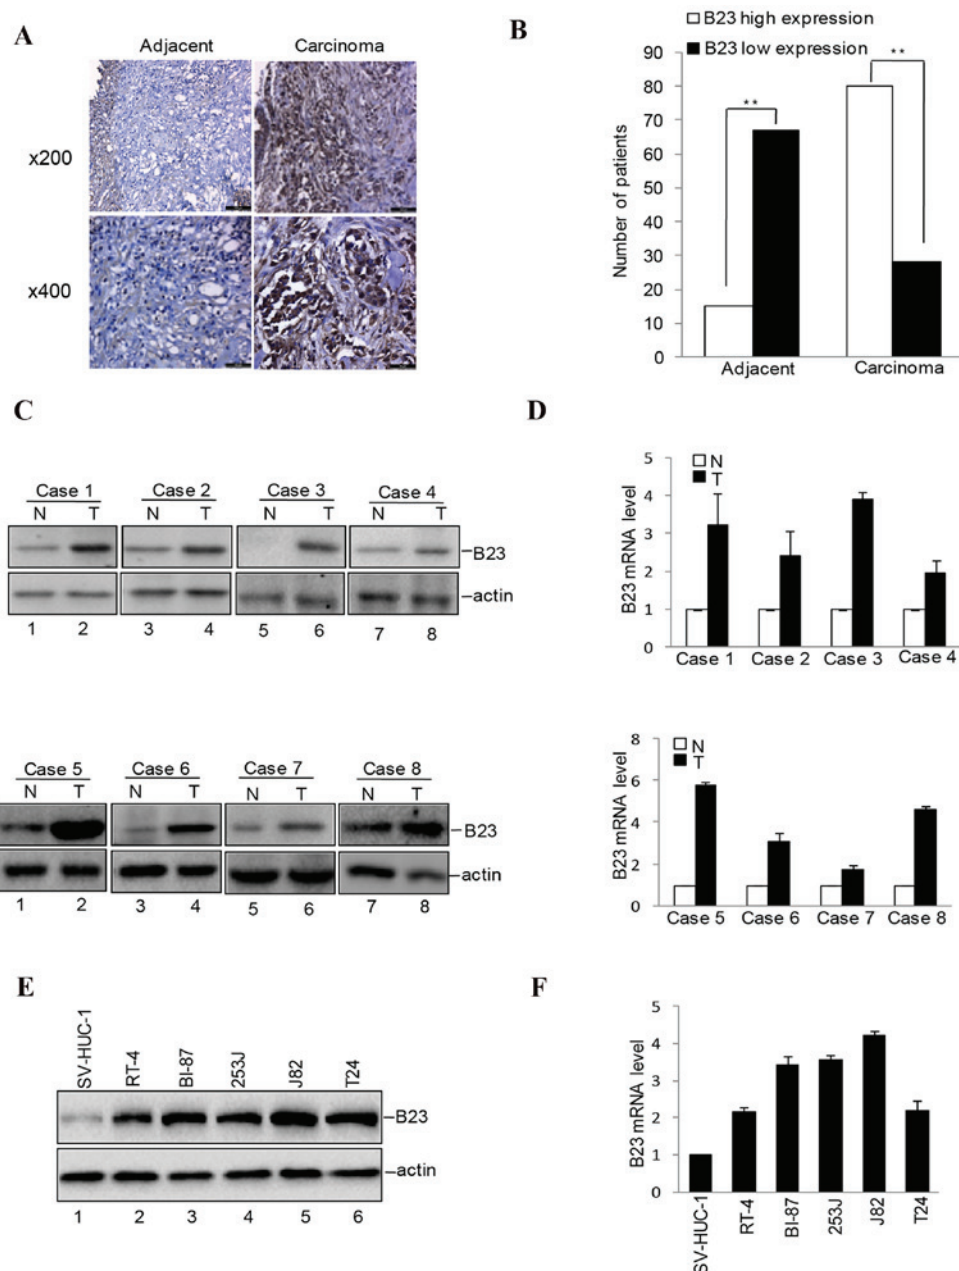 A
Adjacent Carcinoma
x200
x400
B
B23 high expression
B23 low expression
Number of patients
90
80
70
60
50
40
30
20
10
0
**
**
Adjacent Carcinoma
C
Case 1 Case 2 Case 3 Case 4
N T N T N T N T
B23
actin
1 2 3 4 5 6 7 8
Case 5 Case 6 Case 7 Case 8
N T N T N T N T
B23
actin
1 2 3 4 5 6 7 8
D
N
T
B23 mRNA level
5
4
3
2
1
0
Case 1 Case 2 Case 3 Case 4
N
T
B23 mRNA level
8
6
4
2
0
Case 5 Case 6 Case 7 Case 8
E
SV-HUC-1 RT-4 BI-87 253J J82 T24
B23
actin
1 2 3 4 5 6
F
B23 mRNA level
5
4
3
2
1
0
SV-HUC-1 RT-4 BI-87 253J J82 T24